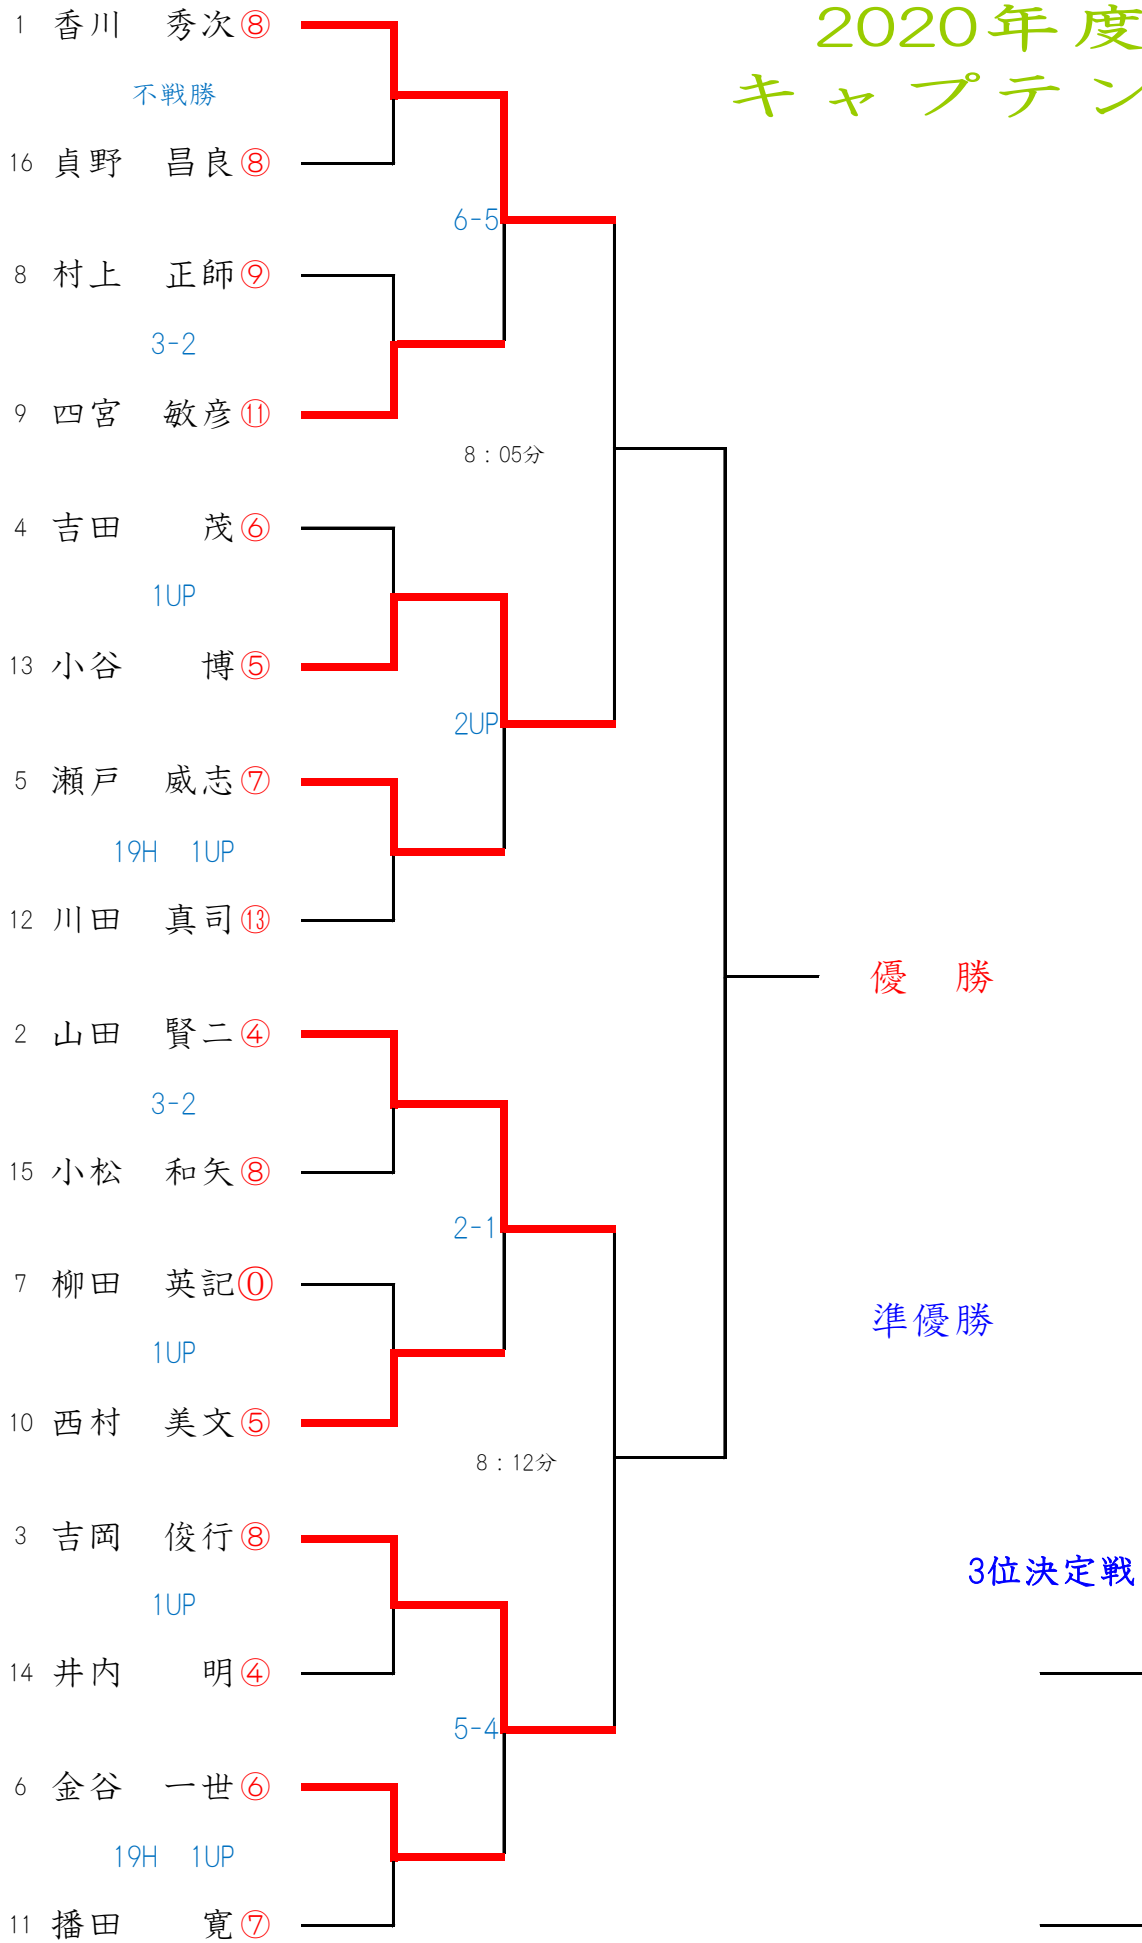 2020年度
キャプテン
1 香川 秀次⑧
不戦勝
16 貞野 昌良⑧
6-5
8 村上 正師⑨
3-2
9 四宮 敏彦⑪
8：05分
4 吉田 茂⑥
1UP
13 小谷 博⑤
2UP
5 瀬戸 威志⑦
19H 1UP
12 川田 真司⑬
優 勝
2 山田 賢二④
3-2
15 小松 和矢⑧
2-1
7 柳田 英記⓪
準優勝
1UP
10 西村 美文⑤
8：12分
3 吉岡 俊行⑧
3位決定戦
1UP
14 井内 明④
5-4
6 金谷 一世⑥
19H 1UP
11 播田 寛⑦